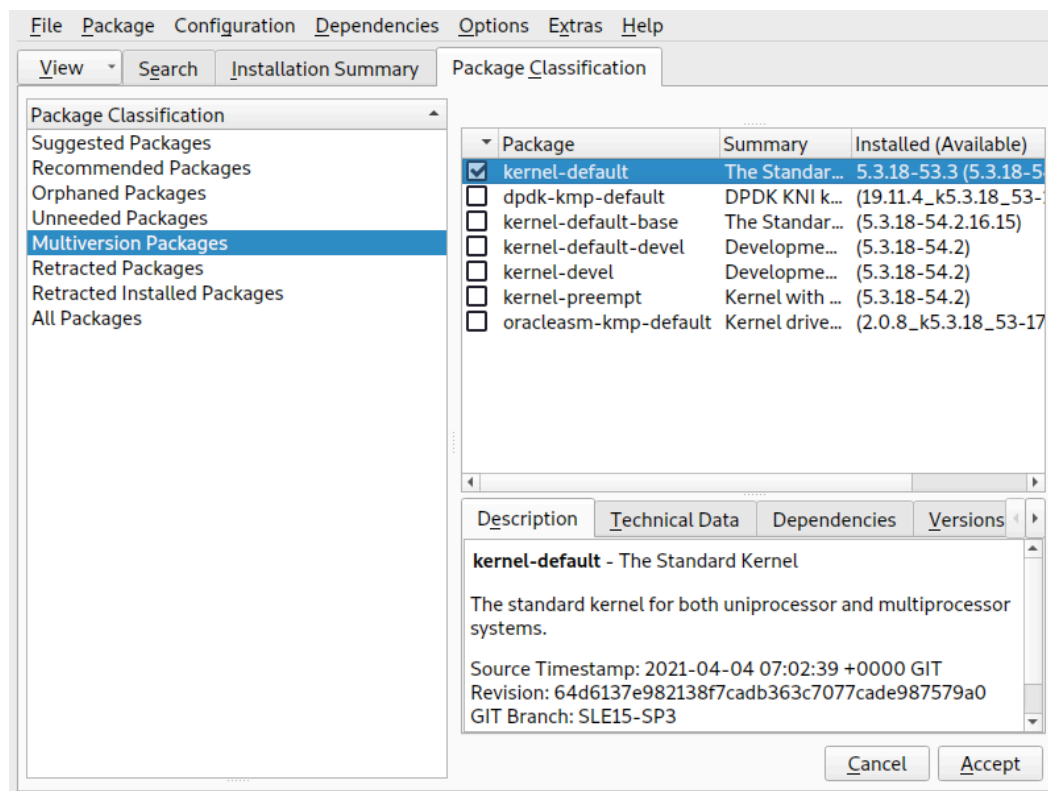 File Package Configuration Dependencies Options Extras Help
View Search Installation Summary Package Classification
Package Classification
Suggested Packages
Recommended Packages
Orphaned Packages
Unneeded Packages
Multiversion Packages
Retracted Packages
Retracted Installed Packages
All Packages
Package Summary Installed (Available)
kernel-default The Standar... 5.3.18-53.3 (5.3.18-5
dpdk-kmp-default DPDK KNI k... (19.11.4_k5.3.18_53-
kernel-default-base The Standar... (5.3.18-54.2.16.15)
kernel-default-devel Developme... (5.3.18-54.2)
kernel-devel Developme... (5.3.18-54.2)
kernel-preempt Kernel with ... (5.3.18-54.2)
oracleasm-kmp-default Kernel drive... (2.0.8_k5.3.18_53-17
Description Technical Data Dependencies Versions
kernel-default - The Standard Kernel
The standard kernel for both uniprocessor and multiprocessor
systems.
Source Timestamp: 2021-04-04 07:02:39 +0000 GIT
Revision: 64d6137e982138f7cadb363c7077cade987579a0
GIT Branch: SLE15-SP3
Cancel Accept